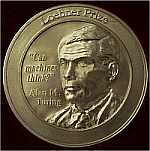 Loebner Prize
"Can
machines
think?"
Alan M.
Turing